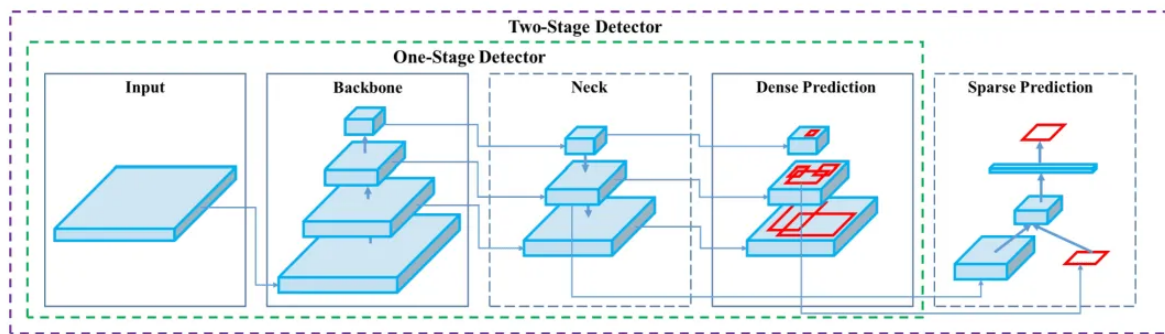 Two-Stage Detector
One-Stage Detector
Input
Backbone
Neck
Dense Prediction
Sparse Prediction